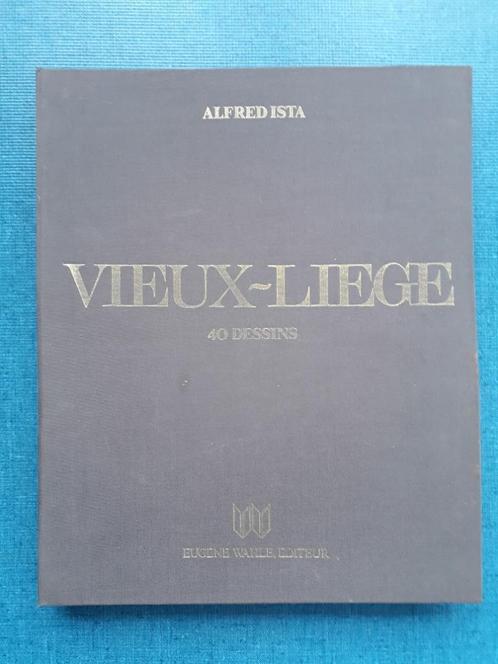 ALFRED ISTA
VIEUX~LIEGE
40 DESSINS
EUGENE WAHLE, EDITEUR